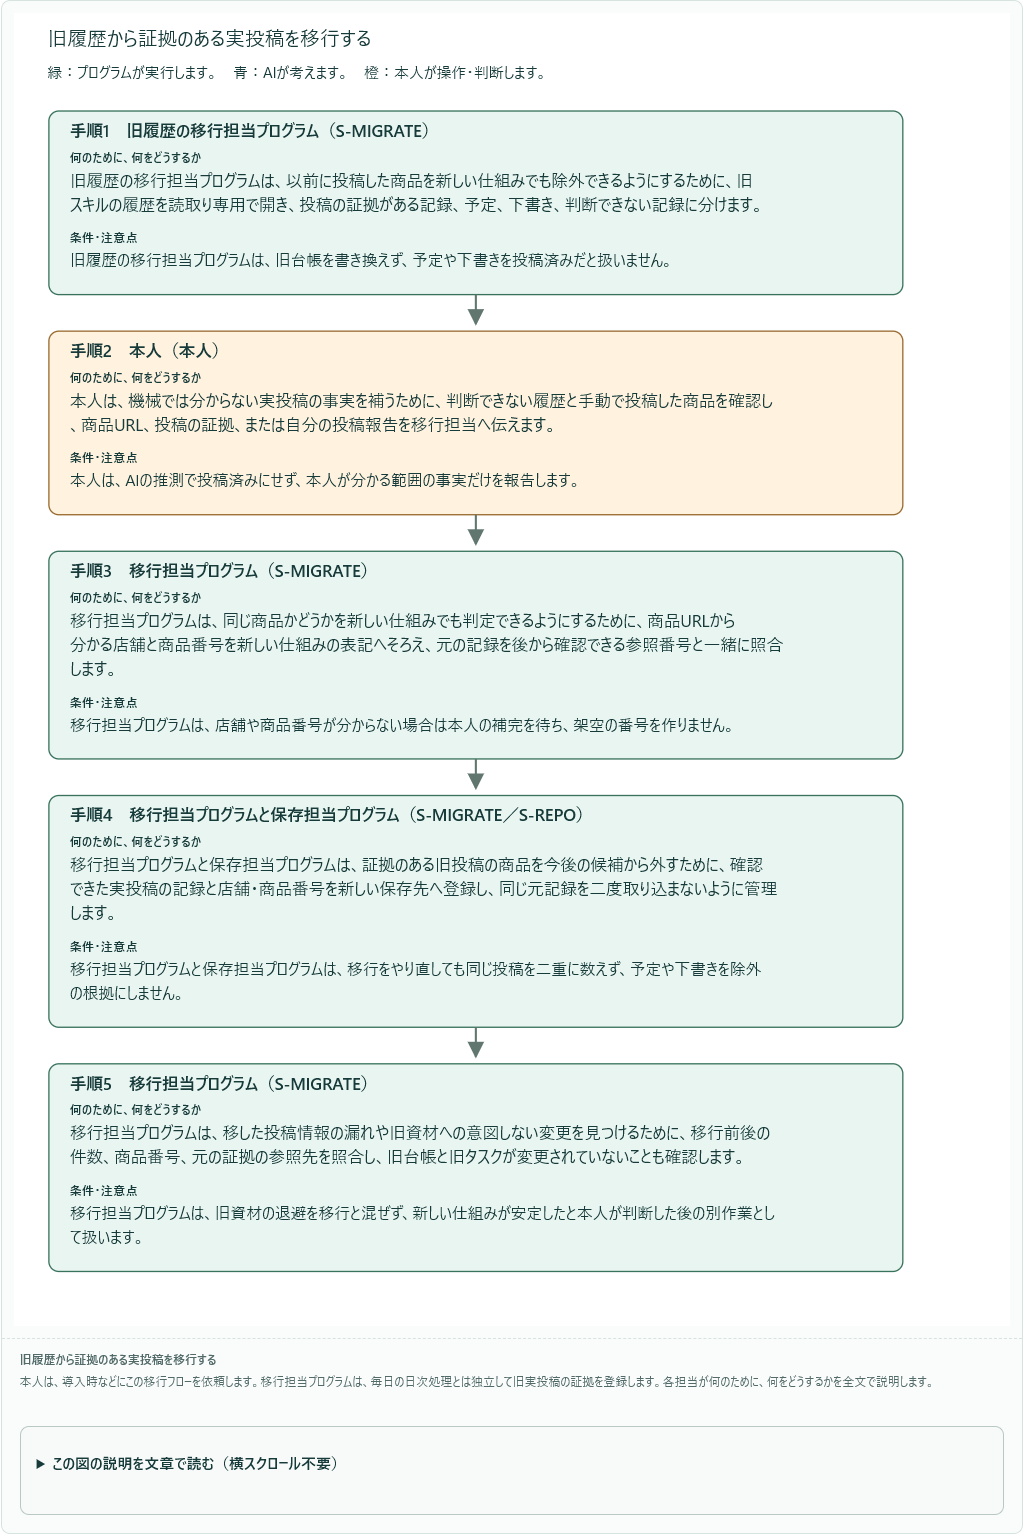 旧履歴から証拠のある実投稿を移行する
緑：プログラムが実行します。　青：AIが考えます。　橙：本人が操作・判断します。
手順1　旧履歴の移行担当プログラム（S-MIGRATE）
何のために、何をどうするか
旧履歴の移行担当プログラムは、以前に投稿した商品を新しい仕組みでも除外できるようにするために、旧
スキルの履歴を読取り専用で開き、投稿の証拠がある記録、予定、下書き、判断できない記録に分けます。
条件・注意点
旧履歴の移行担当プログラムは、旧台帳を書き換えず、予定や下書きを投稿済みだと扱いません。
手順2　本人（本人）
何のために、何をどうするか
本人は、機械では分からない実投稿の事実を補うために、判断できない履歴と手動で投稿した商品を確認し
、商品URL、投稿の証拠、または自分の投稿報告を移行担当へ伝えます。
条件・注意点
本人は、AIの推測で投稿済みにせず、本人が分かる範囲の事実だけを報告します。
手順3　移行担当プログラム（S-MIGRATE）
何のために、何をどうするか
移行担当プログラムは、同じ商品かどうかを新しい仕組みでも判定できるようにするために、商品URLから
分かる店舗と商品番号を新しい仕組みの表記へそろえ、元の記録を後から確認できる参照番号と一緒に照合
します。
条件・注意点
移行担当プログラムは、店舗や商品番号が分からない場合は本人の補完を待ち、架空の番号を作りません。
手順4　移行担当プログラムと保存担当プログラム（S-MIGRATE／S-REPO）
何のために、何をどうするか
移行担当プログラムと保存担当プログラムは、証拠のある旧投稿の商品を今後の候補から外すために、確認
できた実投稿の記録と店舗・商品番号を新しい保存先へ登録し、同じ元記録を二度取り込まないように管理
します。
条件・注意点
移行担当プログラムと保存担当プログラムは、移行をやり直しても同じ投稿を二重に数えず、予定や下書きを除外
の根拠にしません。
手順5　移行担当プログラム（S-MIGRATE）
何のために、何をどうするか
移行担当プログラムは、移した投稿情報の漏れや旧資材への意図しない変更を見つけるために、移行前後の
件数、商品番号、元の証拠の参照先を照合し、旧台帳と旧タスクが変更されていないことも確認します。
条件・注意点
移行担当プログラムは、旧資材の退避を移行と混ぜず、新しい仕組みが安定したと本人が判断した後の別作業とし
て扱います。
旧履歴から証拠のある実投稿を移行する
本人は、導入時などにこの移行フローを依頼します。移行担当プログラムは、毎日の日次処理とは独立して旧実投稿の証拠を登録します。各担当が何のために、何をどうするかを全文で説明します。
▶ この図の説明を文章で読む（横スクロール不要）